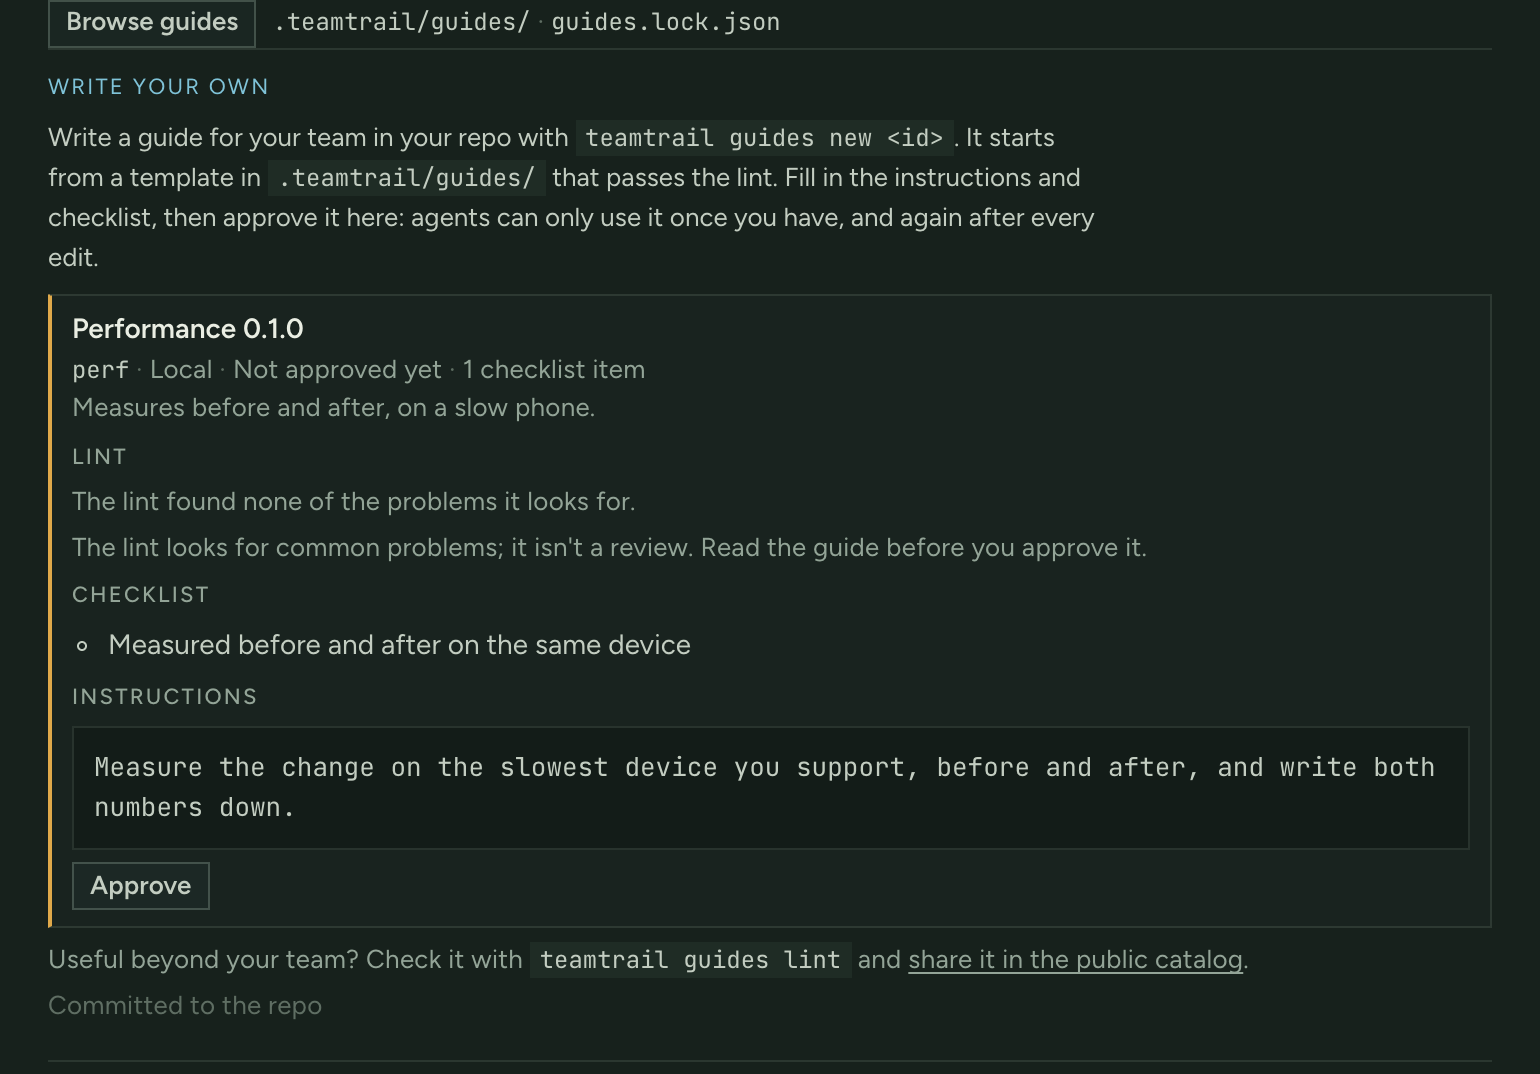 Browse guides .teamtrail/guides/ · guides.lock.json
WRITE YOUR OWN
Write a guide for your team in your repo with teamtrail guides new <id>. It starts
from a template in .teamtrail/guides/ that passes the lint. Fill in the instructions and
checklist, then approve it here: agents can only use it once you have, and again after every
edit.
Performance 0.1.0
perf · Local · Not approved yet · 1 checklist item
Measures before and after, on a slow phone.
LINT
The lint found none of the problems it looks for.
The lint looks for common problems; it isn't a review. Read the guide before you approve it.
CHECKLIST
Measured before and after on the same device
INSTRUCTIONS
Measure the change on the slowest device you support, before and after, and write both
numbers down.
Approve
Useful beyond your team? Check it with teamtrail guides lint and share it in the public catalog.
Committed to the repo